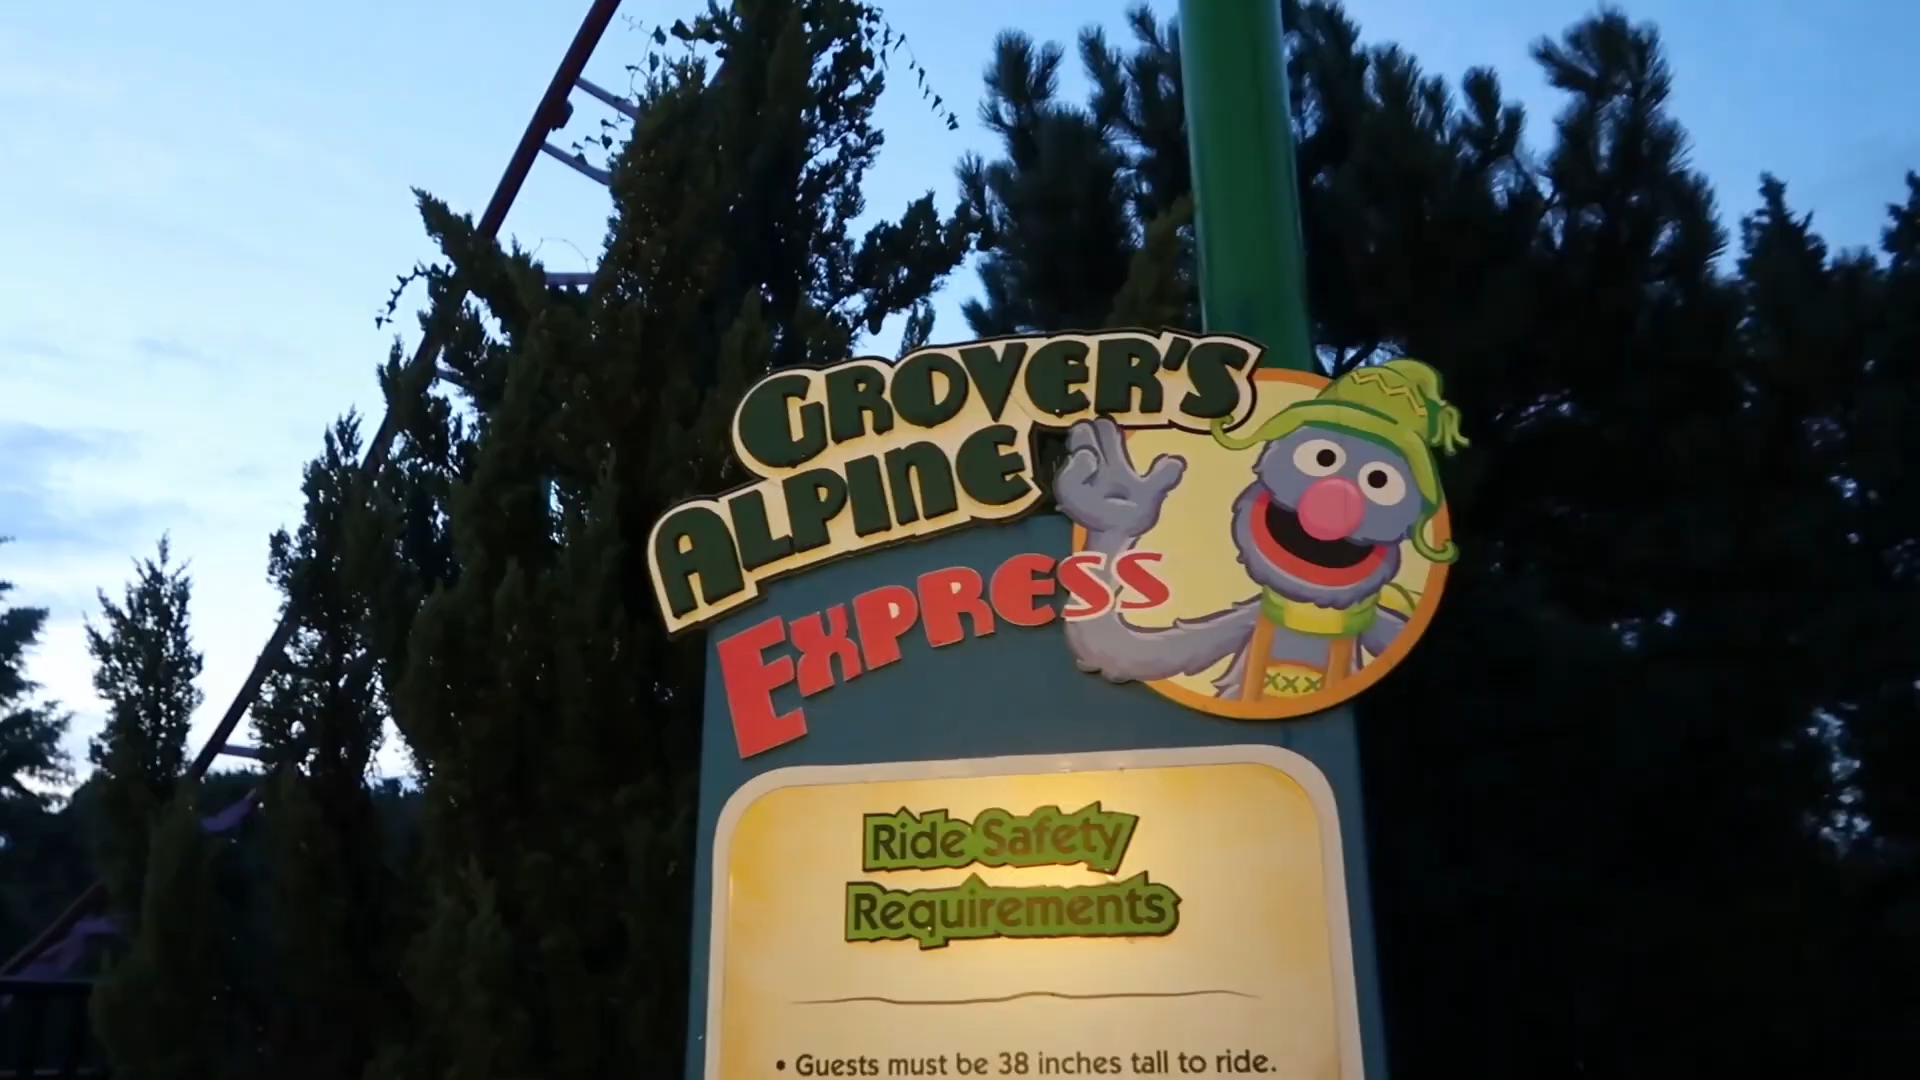 GROVER'S
ALPINE
EXPRESS
Ride Safety
Requirements
• Guests must be 38 inches tall to ride.